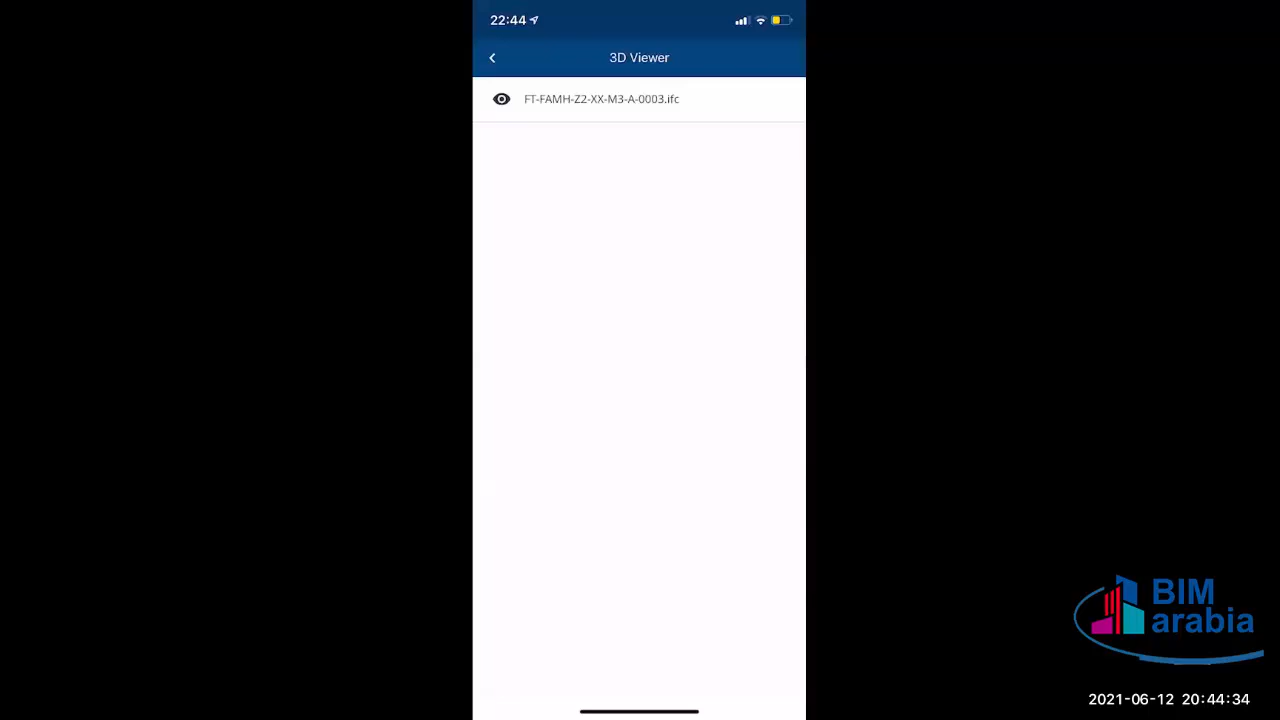 22:44
3D Viewer
FT-FAMH-Z2-XX-M3-A-0003.ifc
BIM
arabia
2021-06-12 20:44:34